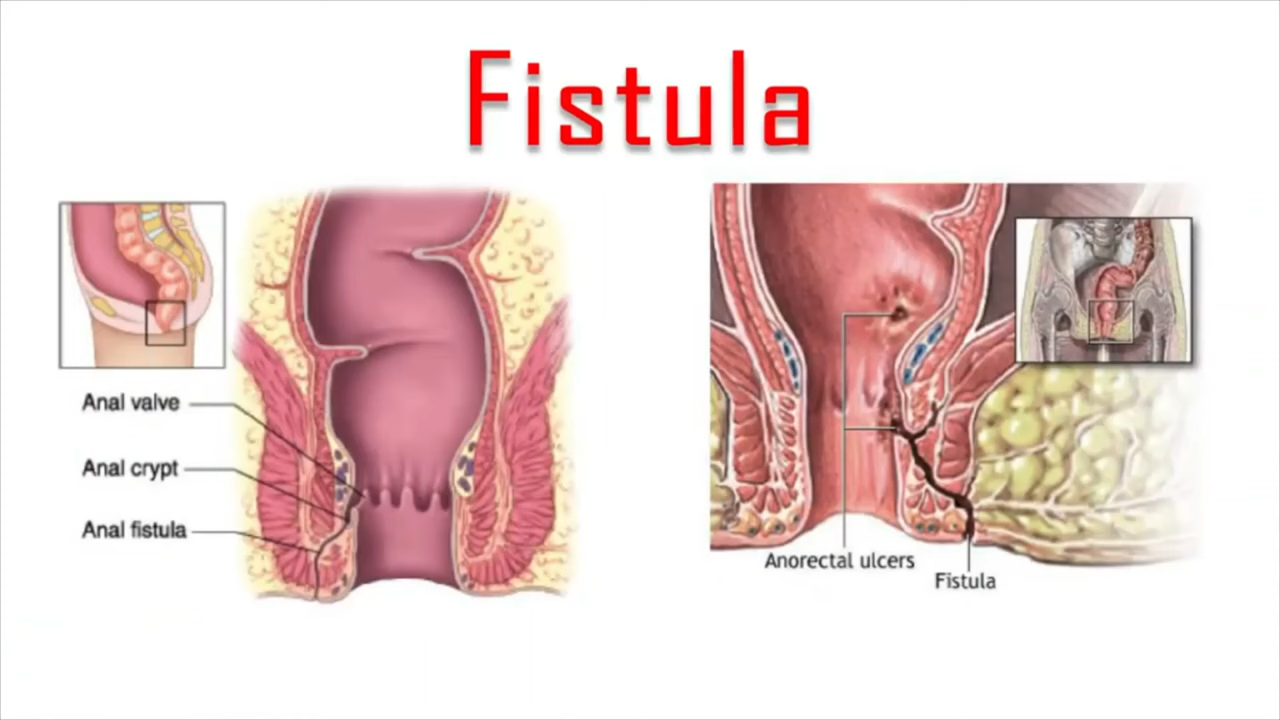 Fistula
Anal valve
Anal crypt
Anal fistula
Anorectal ulcers
Fistula